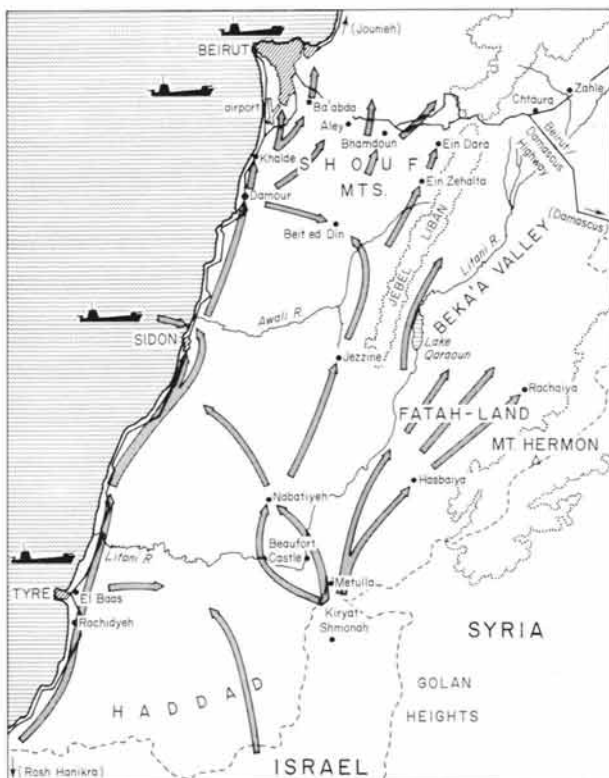 (Jounieh)
BEIRUT
Zahle
airport
Ba'abda
Chtaura
Aley
Bhamdoun
Beirut/
Damascus
Highway
Ein Dara
Khalde
SHOUF
MTS.
Ein Zehalta
Damour
(Damascus)
Beit ed Din
JEBEL LIBAN
Litani R.
BEKA'A VALLEY
Awali R.
SIDON
Lake
Qaraoun
Jezzine
Rachaiya
FATAH-LAND
MT. HERMON
Hasbaiya
Nabatiyeh
Beaufort
Castle
Litani R
Metulla
TYRE
El Baas
Kiryat
Shmonah
Rachidyeh
SYRIA
HADDAD
GOLAN
HEIGHTS
(Rosh Hanikra)
ISRAEL